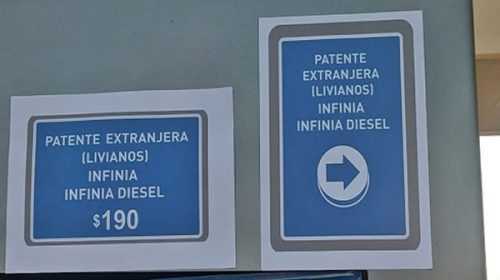 PATENTE EXTRANJERA
(LIVIANOS)
INFINIA
INFINIA DIESEL
$190
PATENTE
EXTRANJERA
(LIVIANOS)
INFINIA
INFINIA DIESEL